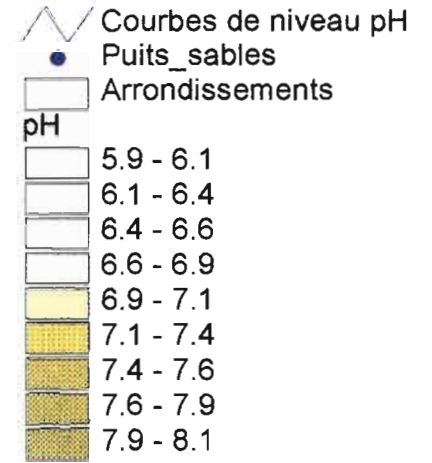 Courbes de niveau pH
Puits_sables
Arrondissements
pH
5.9 - 6.1
6.1 - 6.4
6.4 - 6.6
6.6 - 6.9
6.9 - 7.1
7.1 - 7.4
7.4 - 7.6
7.6 - 7.9
7.9 - 8.1